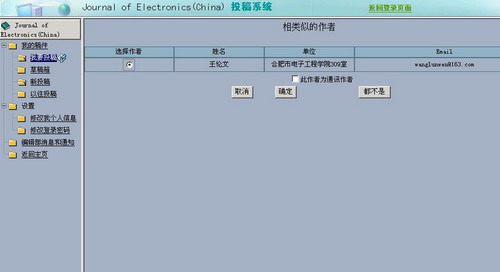 Journal of Electronics(China) 投稿系统
返回登录页面
Journal of
Electronics(China)
我的稿件
我要投稿
草稿箱
新投稿
以往投稿
设置
修改我个人信息
修改登录密码
编辑部消息和通知
返回主页
相类似的作者
选择作者 姓名 单位 Email
王伦文 合肥市电子工程学院309室 wanglunwen@163.com
此作者为通讯作者
取消 确定 都不是